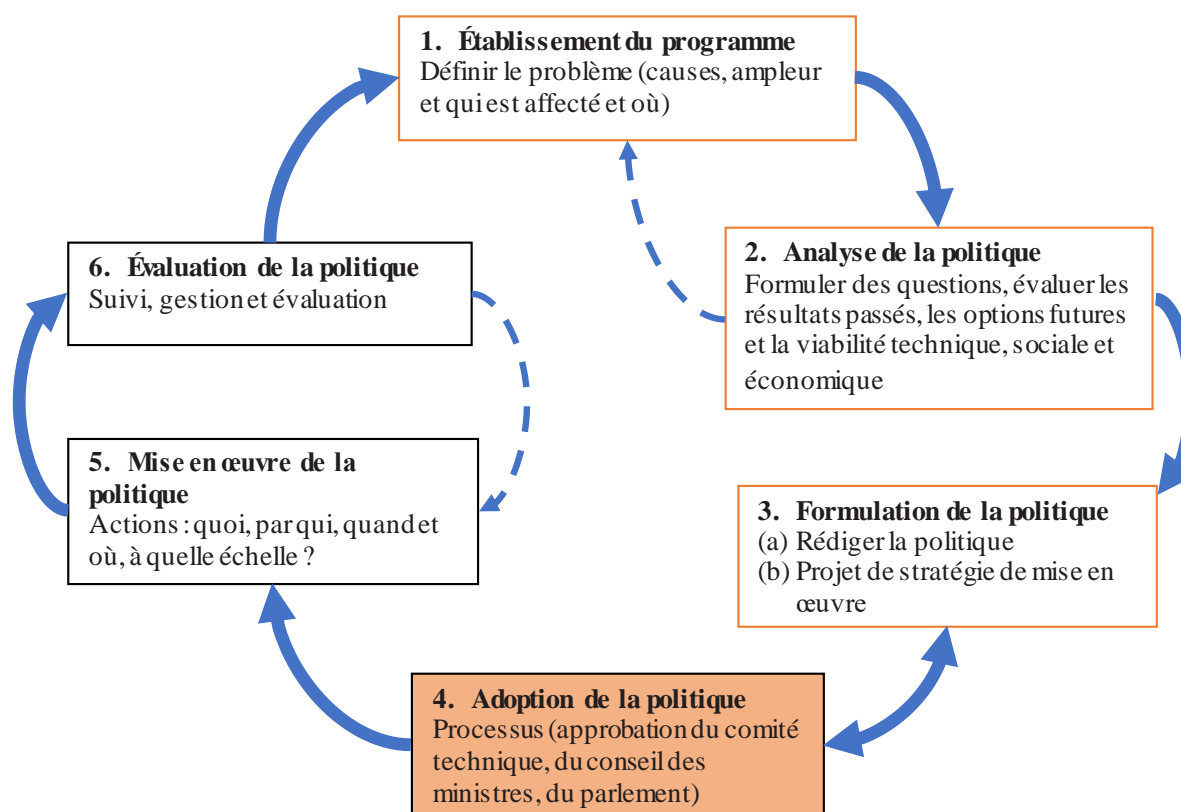 1. Établissement du programme
Définir le problème (causes, ampleur
et qui est affecté et où)
2. Analyse de la politique
Formuler des questions, évaluer les
résultats passés, les options futures
et la viabilité technique, sociale et
économique
3. Formulation de la politique
(a) Rédiger la politique
(b) Projet de stratégie de mise en
œuvre
4. Adoption de la politique
Processus (approbation du comité
technique, du conseil des
ministres, du parlement)
5. Mise en œuvre de la
politique
Actions : quoi, par qui, quand et
où, à quelle échelle ?
6. Évaluation de la politique
Suivi, gestion et évaluation